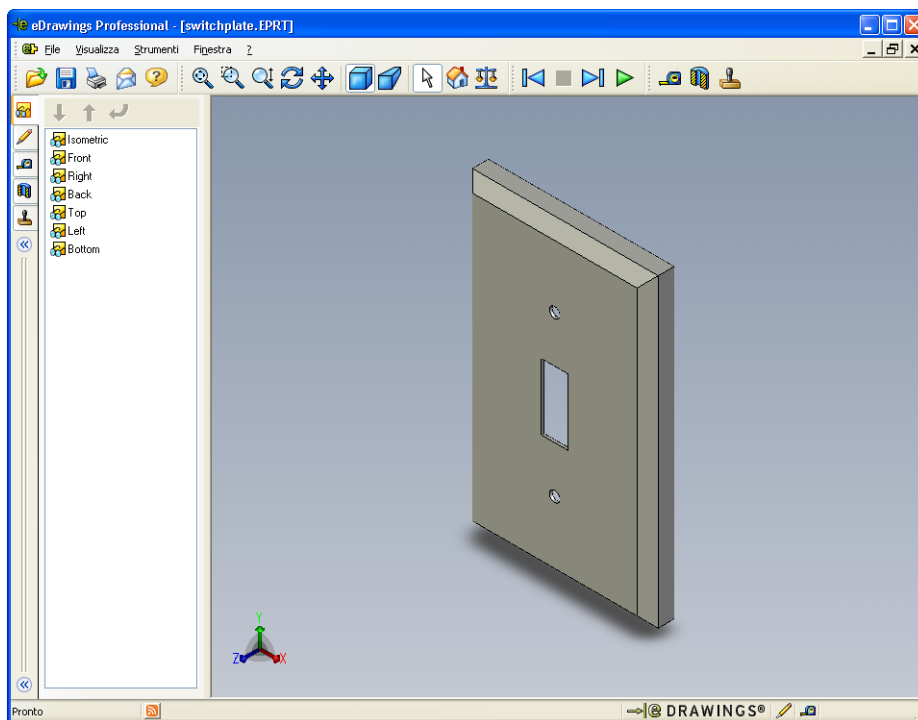 eDrawings Professional - [switchplate.EPRT]
File Visualizza Strumenti Finestra ?
Isometric
Front
Right
Back
Top
Left
Bottom
Y
Z X
Pronto
e DRAWINGS®